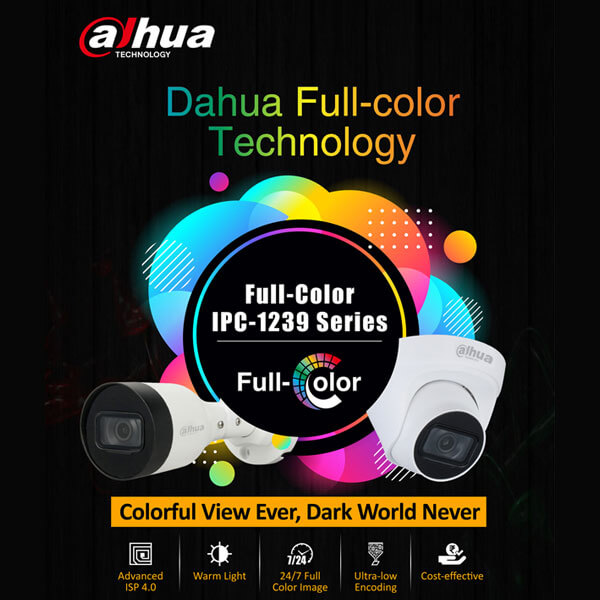 alhua
TECHNOLOGY
Dahua Full-color
Technology
Full-Color
IPC-1239 Series
Full-Color
alhua
alhua
Colorful View Ever, Dark World Never
7/24
Advanced
ISP 4.0
Warm Light
24/7 Full
Color Image
Ultra-low
Encoding
Cost-effective